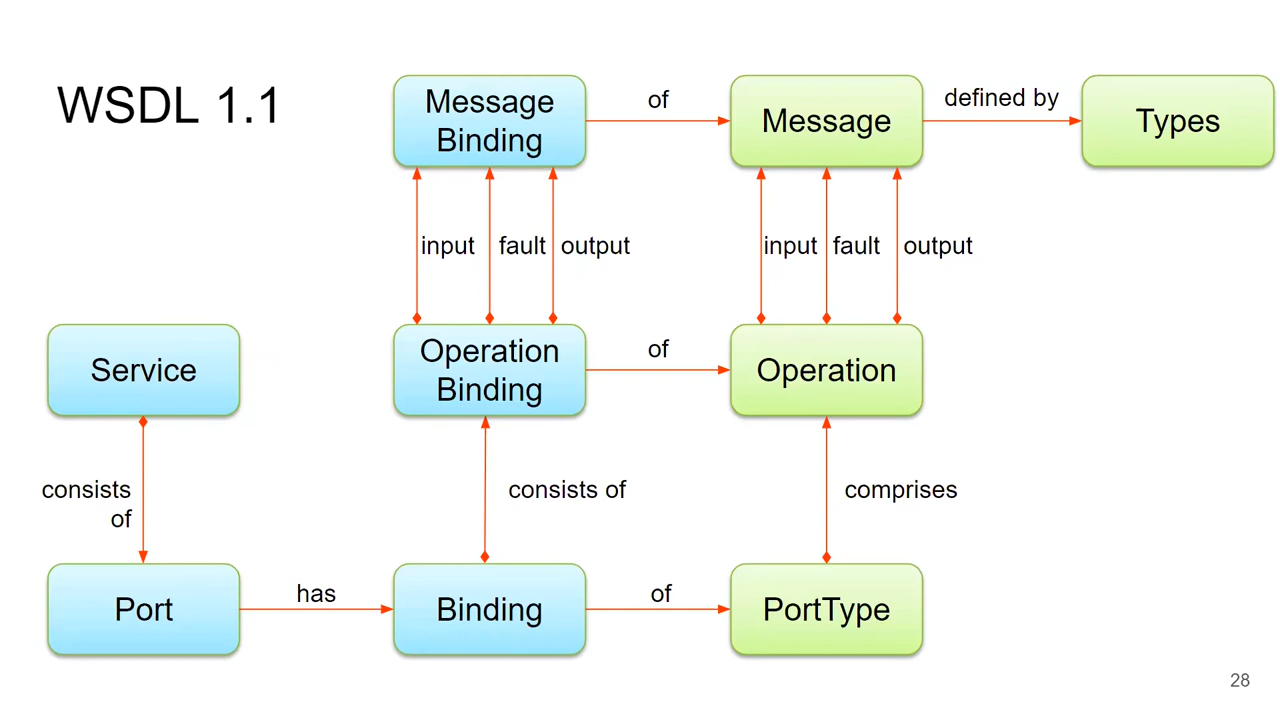 WSDL 1.1
Message
Binding
of
Message
defined by
Types
input
fault
output
input
fault
output
Service
Operation
Binding
of
Operation
consists
of
consists of
comprises
Port
has
Binding
of
PortType
28